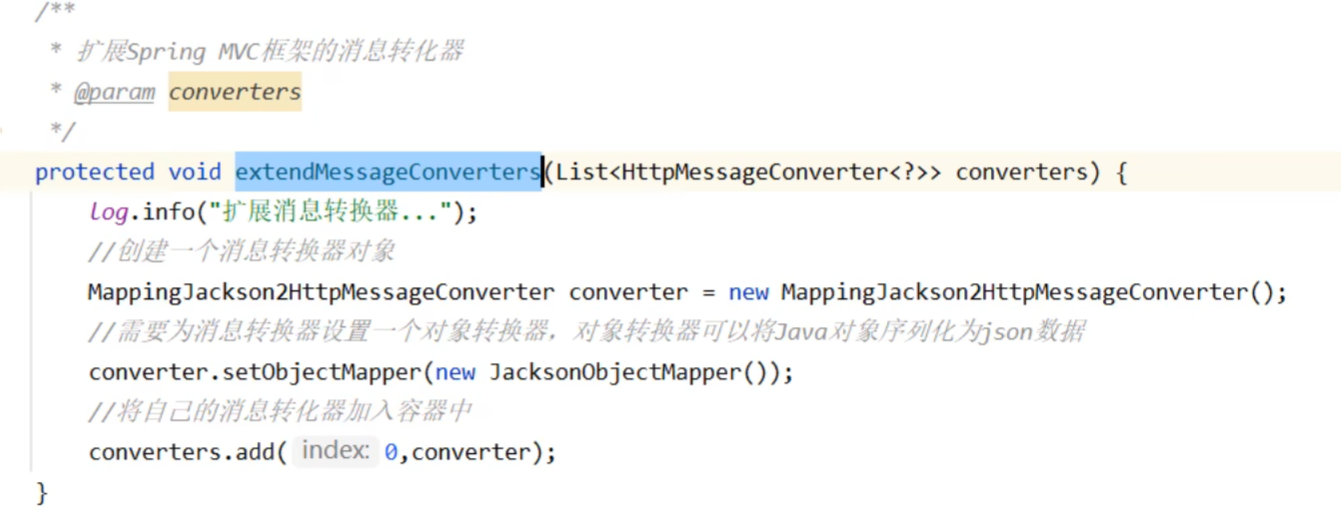 /**
 * 扩展Spring MVC框架的消息转化器
 * @param converters
 */
protected void extendMessageConverters(List<HttpMessageConverter<?>> converters) {
    log.info("扩展消息转换器...");
    //创建一个消息转换器对象
    MappingJackson2HttpMessageConverter converter = new MappingJackson2HttpMessageConverter();
    //需要为消息转换器设置一个对象转换器，对象转换器可以将Java对象序列化为json数据
    converter.setObjectMapper(new JacksonObjectMapper());
    //将自己的消息转化器加入容器中
    converters.add( index: 0,converter);
}